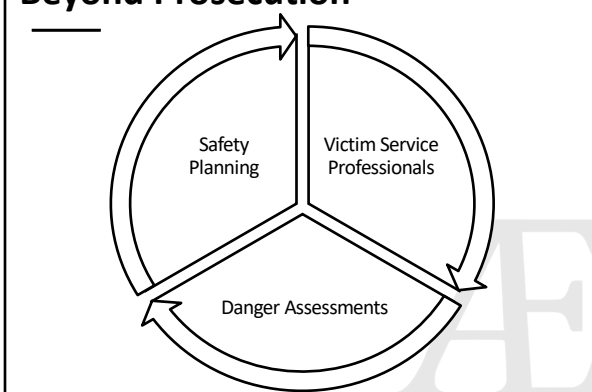 Beyond Prosecution
Safety
Planning
Victim Service
Professionals
Danger Assessments
Æ